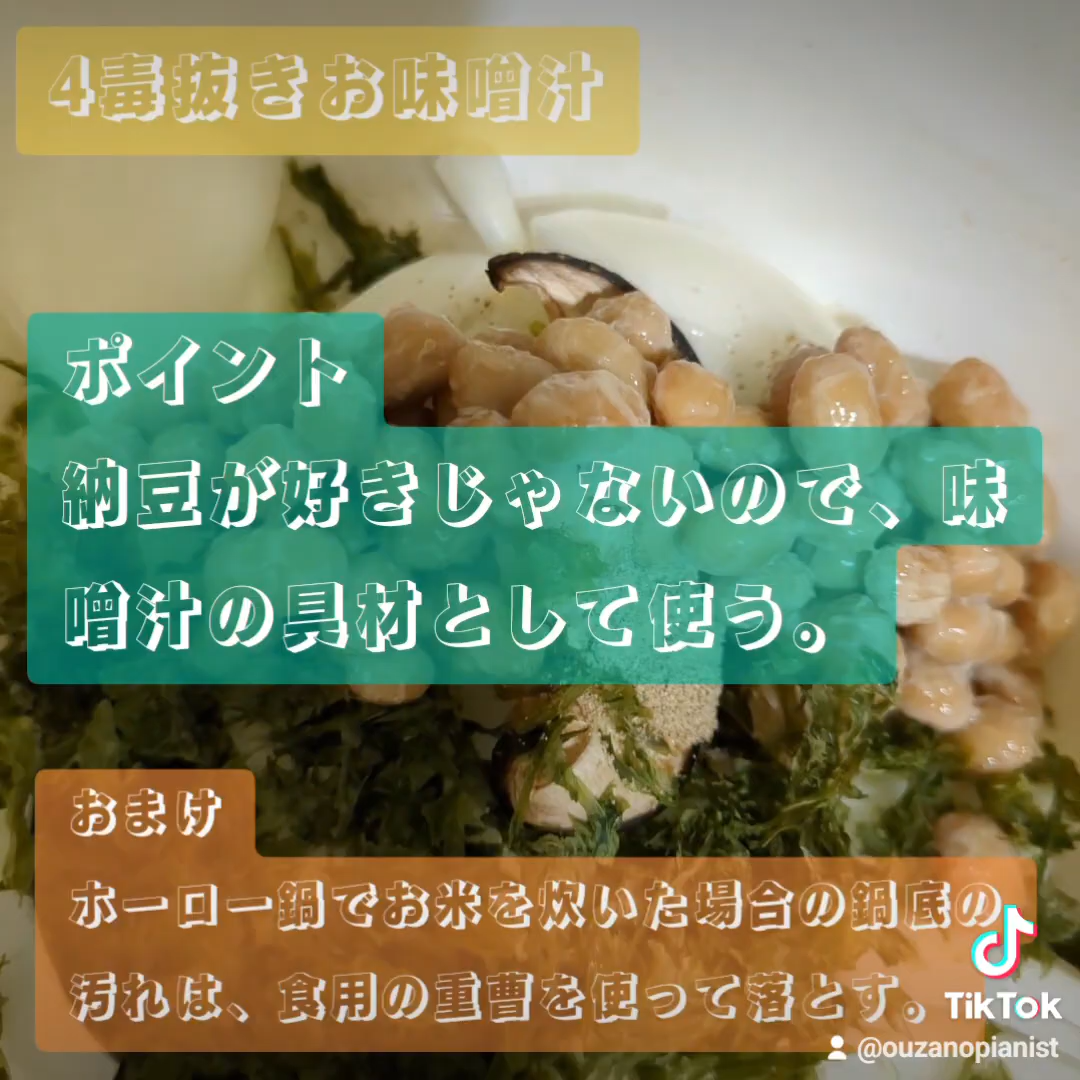 4毒抜きお味噌汁
ポイント
納豆が好きじゃないので、味
噌汁の具材として使う。
おまけ
ホーロー鍋でお米を炊いた場合の鍋底の
汚れは、食用の重曹を使って落とす。
TikTok
@ouzanopianist